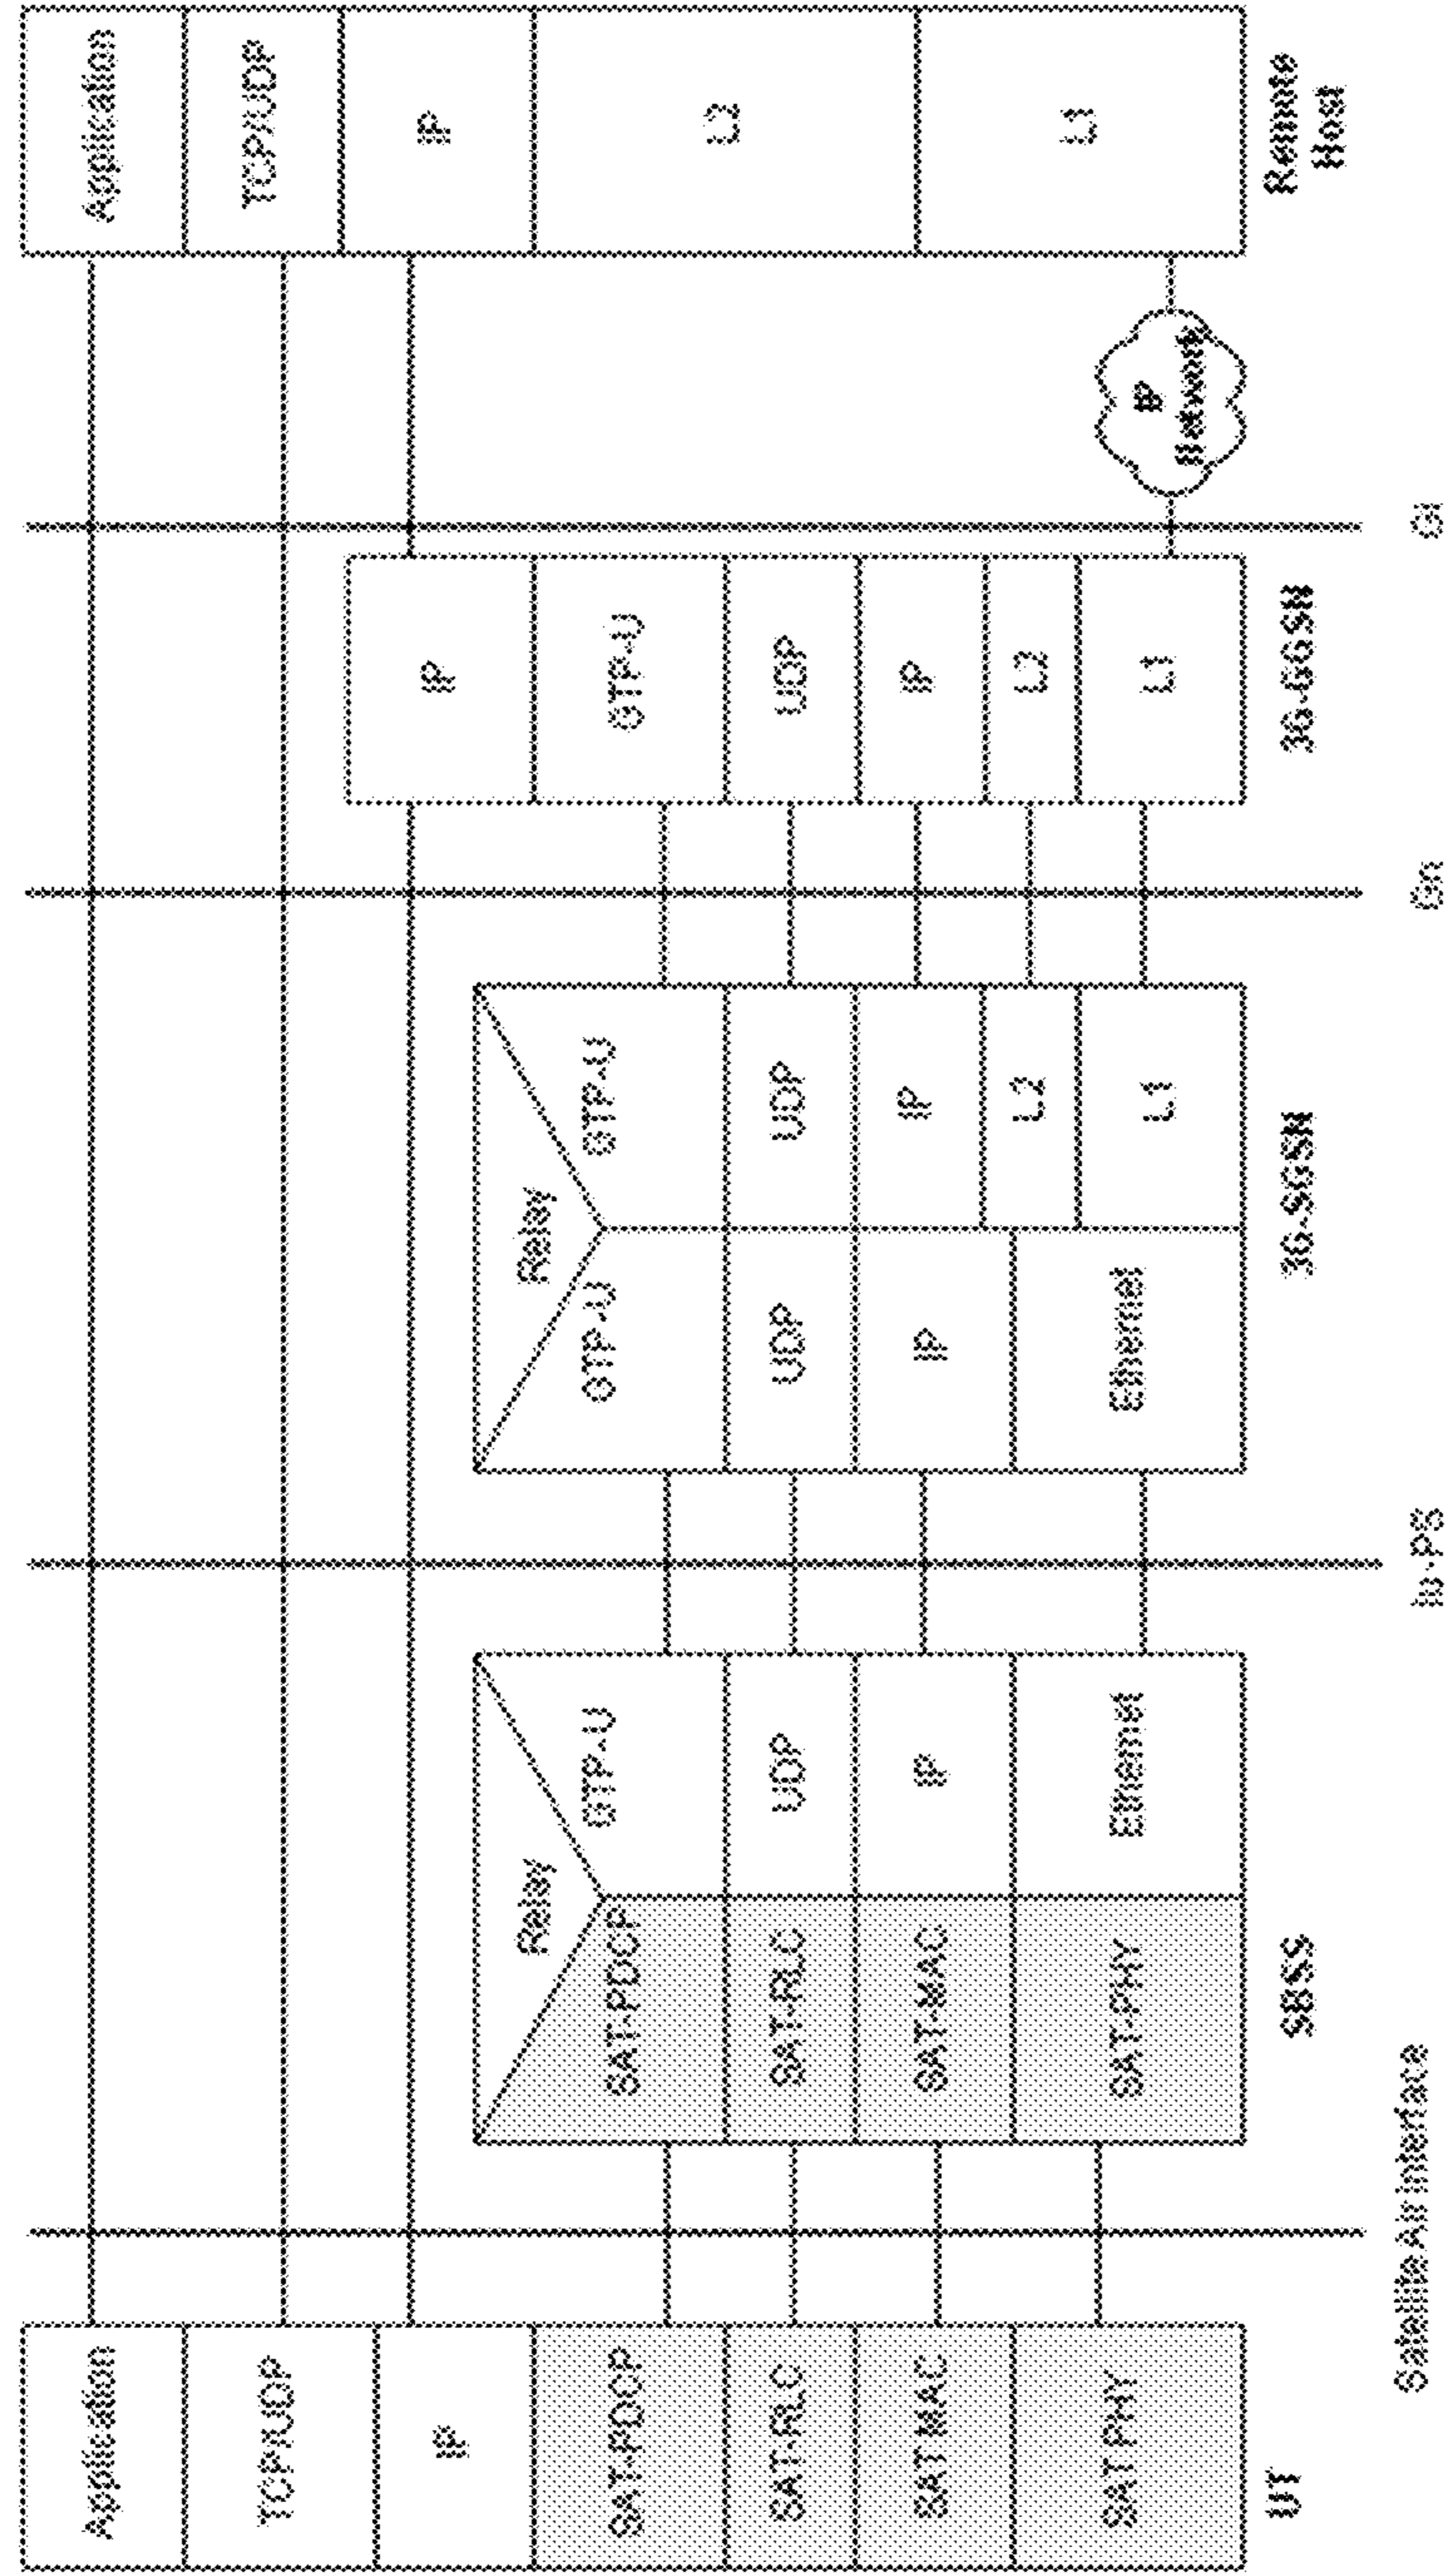 Application
TCP/UDP
IP
SAT-PDCP
SAT-RLC
SAT MAC
SAT PHY
UT
Satellite Air Interface
Relay
SAT-PDCP
SAT-RLC
SAT-MAC
SAT-PHY
GTP-U
UDP
IP
Ethernet
SBSS
Iu-PS
Relay
GTP-U
UDP
IP
Ethernet
GTP-U
UDP
IP
L2
L1
3G-SGSN
Gn
IP
GTP-U
UDP
IP
L2
L1
3G-GGSN
Gi
IP
Network
Application
TCP/UDP
IP
L2
L1
Remote
Host